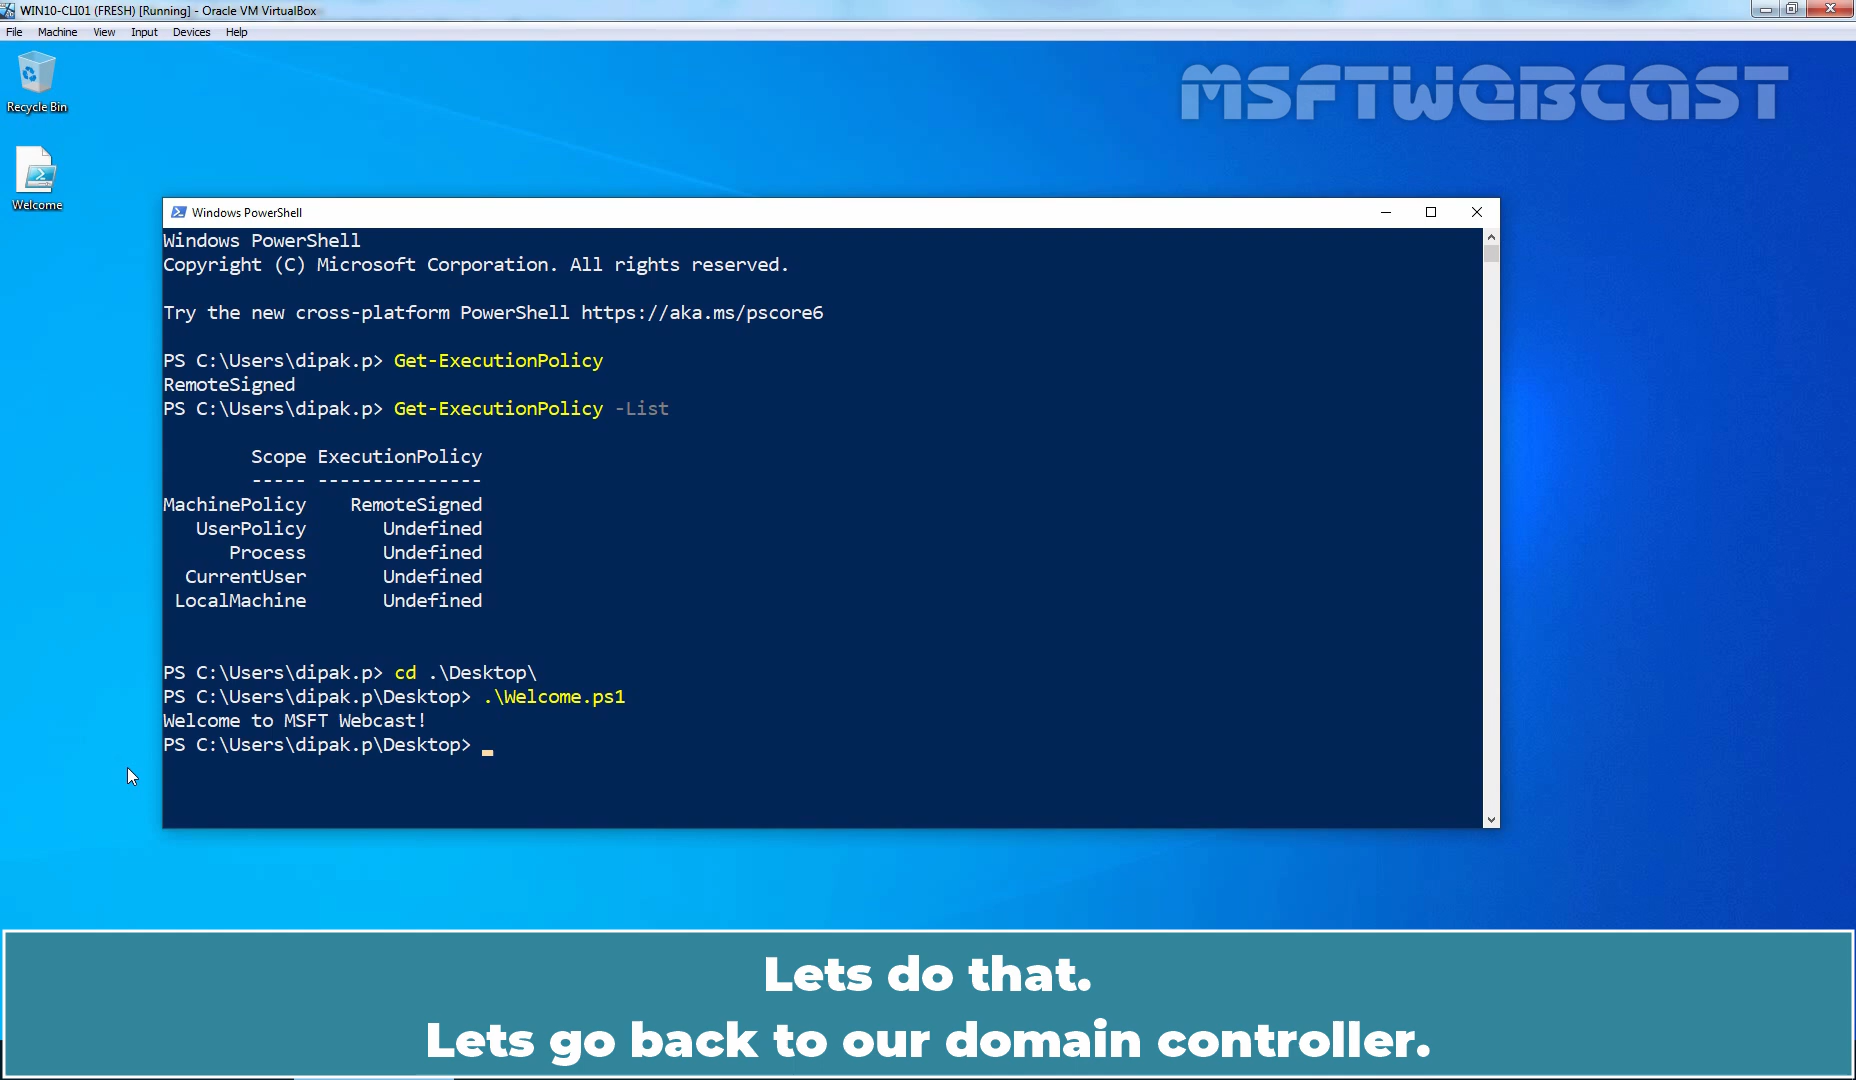 WIN10-CLI01 (FRESH) [Running] - Oracle VM VirtualBox
File Machine View Input Devices Help
Recycle Bin
MSFTWEBCAST
Welcome
Windows PowerShell
Windows PowerShell
Copyright (C) Microsoft Corporation. All rights reserved.
Try the new cross-platform PowerShell https://aka.ms/pscore6
PS C:\Users\dipak.p> Get-ExecutionPolicy
RemoteSigned
PS C:\Users\dipak.p> Get-ExecutionPolicy -List
Scope ExecutionPolicy
----- ---------------
MachinePolicy RemoteSigned
UserPolicy Undefined
Process Undefined
CurrentUser Undefined
LocalMachine Undefined
PS C:\Users\dipak.p> cd .\Desktop\
PS C:\Users\dipak.p\Desktop> .\Welcome.ps1
Welcome to MSFT Webcast!
PS C:\Users\dipak.p\Desktop>
Lets do that.
Lets go back to our domain controller.